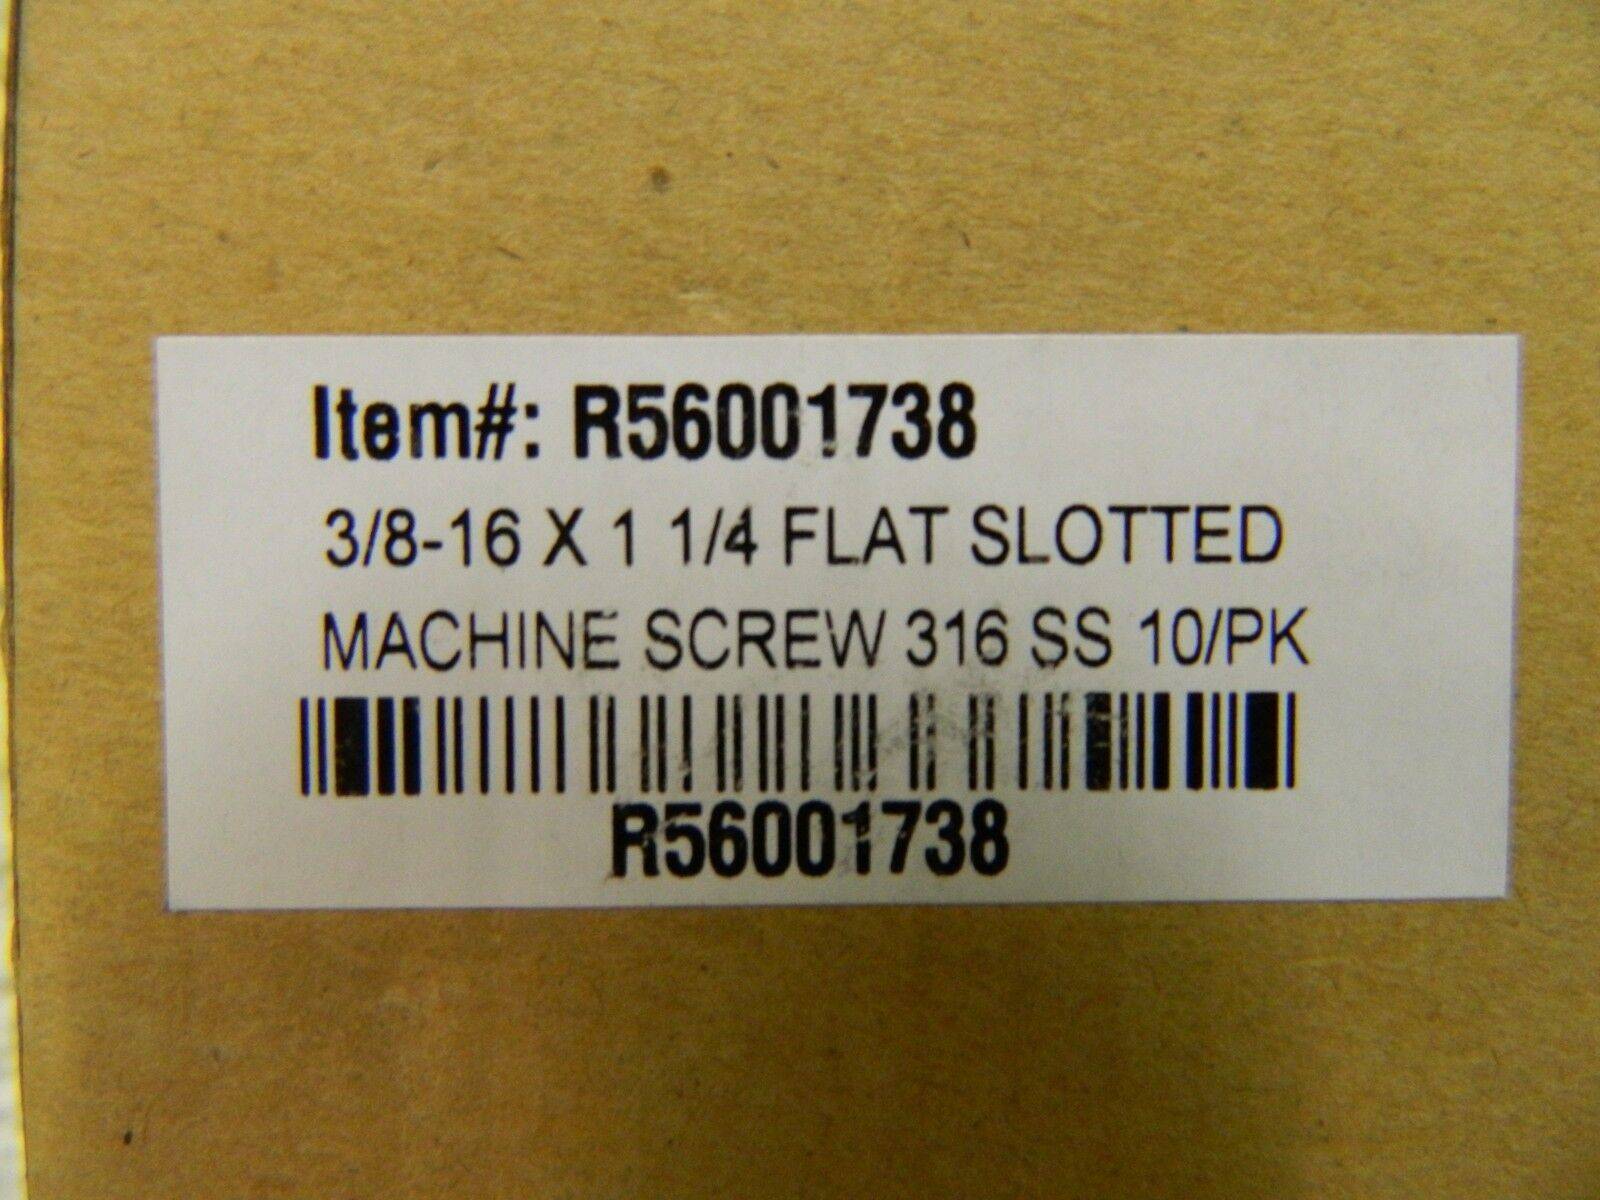 Item#: R56001738
3/8-16 X 1 1/4 FLAT SLOTTED
MACHINE SCREW 316 SS 10/PK
R56001738